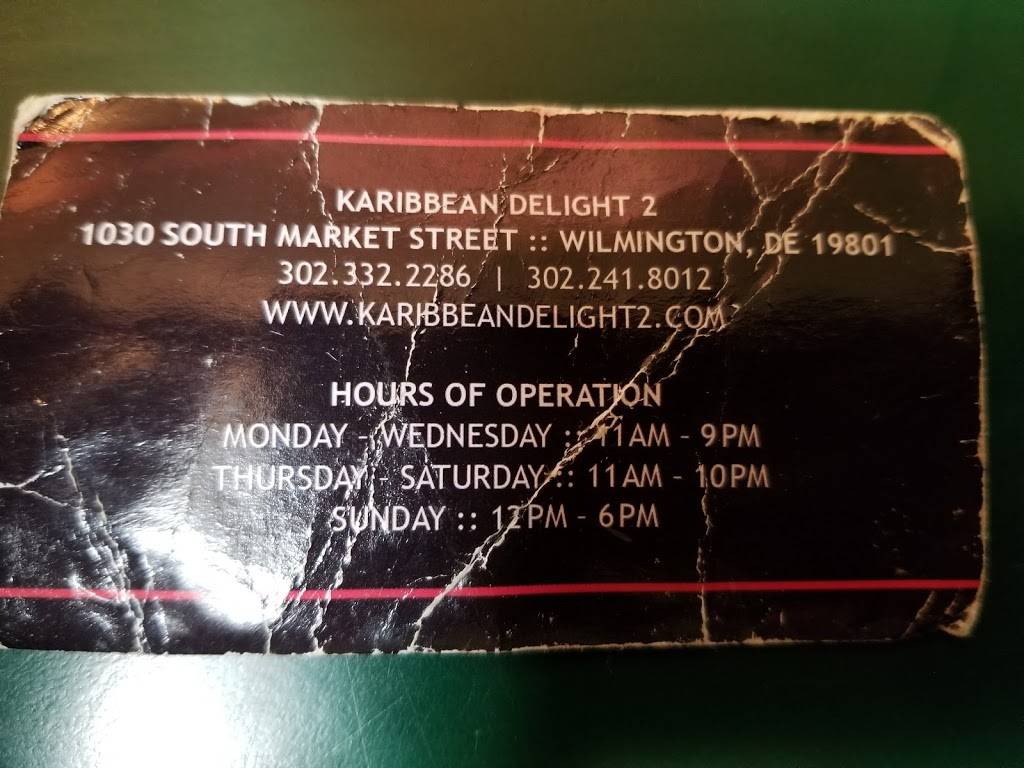 KARIBBEAN DELIGHT 2
1030 SOUTH MARKET STREET :: WILMINGTON, DE 19801
302.332.2286 | 302.241.8012
WWW.KARIBBEANDELIGHT2.COM
HOURS OF OPERATION
MONDAY - WEDNESDAY :: 11AM - 9PM
THURSDAY - SATURDAY :: 11AM - 10PM
SUNDAY :: 12PM - 6PM